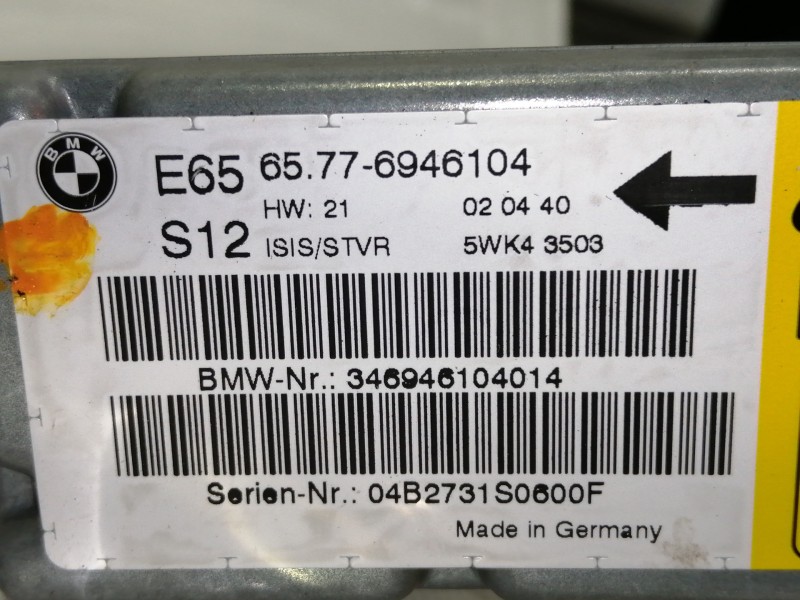 BMW
E65 65.77-6946104
HW: 21 02 04 40
S12 ISIS/STVR 5WK4 3503
BMW-Nr.: 346946104014
Serien-Nr.: 04B2731S0600F
Made in Germany